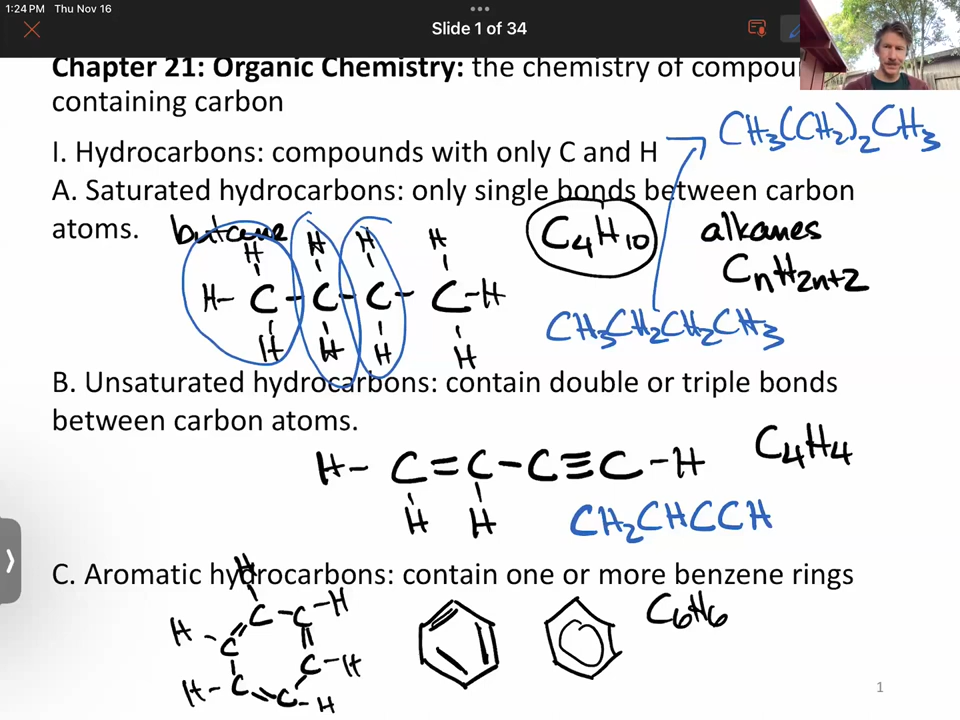 1:24 PM Thu Nov 16
Slide 1 of 34
Chapter 21: Organic Chemistry: the chemistry of compou
containing carbon
CH₃(CH₂)₂CH₃
I. Hydrocarbons: compounds with only C and H →
A. Saturated hydrocarbons: only single bonds between carbon
atoms. butane C₄H₁₀ alkanes
CₙH₂ₙ₊₂
H H H H
H- C - C - C - C -H
H H H H
CH₃CH₂CH₂CH₃
B. Unsaturated hydrocarbons: contain double or triple bonds
between carbon atoms.
C₄H₄
H- C = C - C ≡ C -H
H H
CH₂CHCCH
C. Aromatic hydrocarbons: contain one or more benzene rings
C₆H₆
H
C - C -H
H - C
C -H
H - C = C - H
1